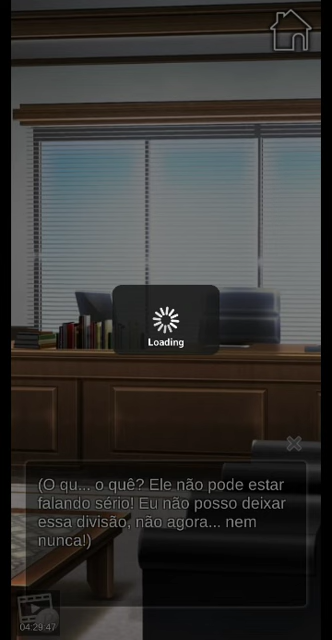 Loading
(O qu... o quê? Ele não pode estar
falando sério! Eu não posso deixar
essa divisão, não agora... nem
nunca!)
04:29:47